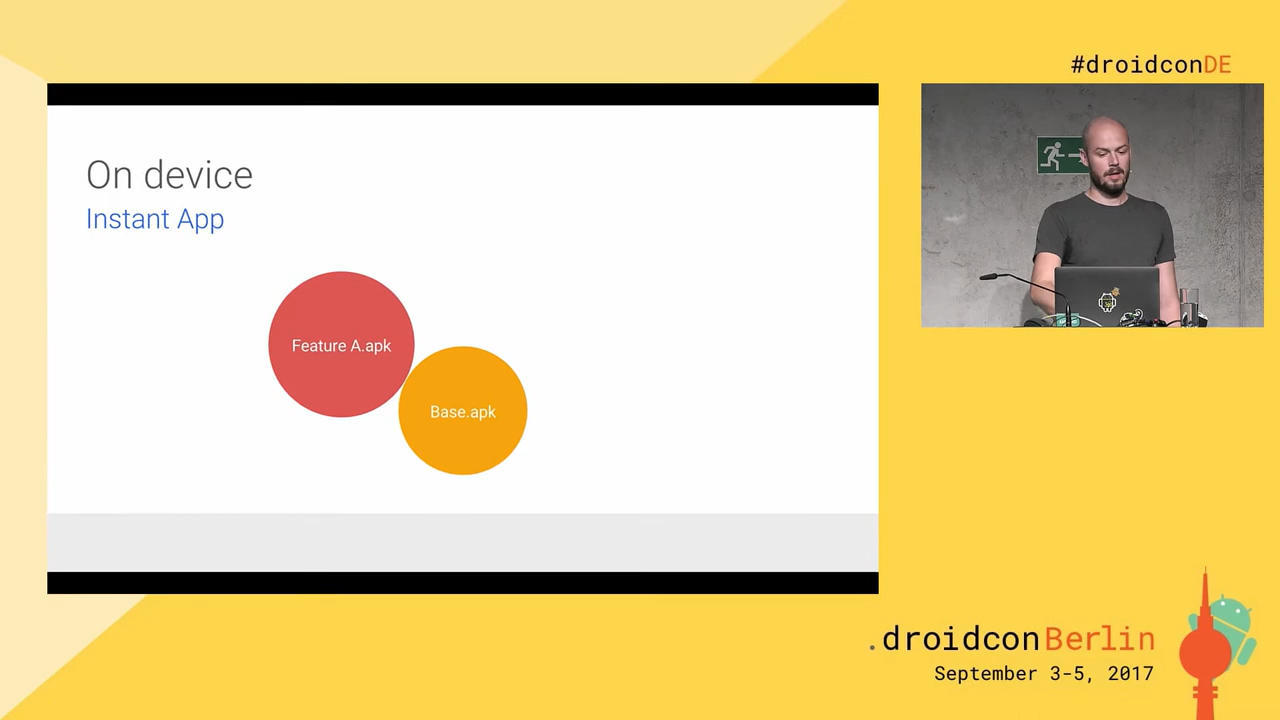 #droidconDE
On device
Instant App
Feature A.apk
Base.apk
.droidconBerlin
September 3-5, 2017